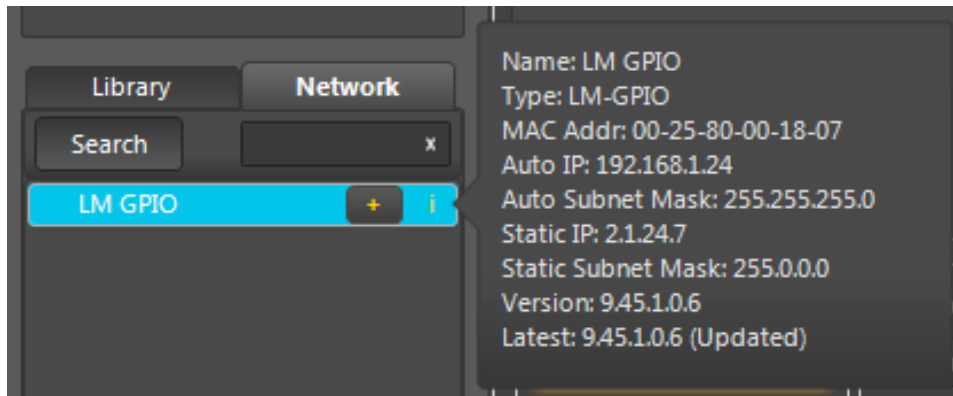 Library Network
Search x
LM GPIO + i
Name: LM GPIO
Type: LM-GPIO
MAC Addr: 00-25-80-00-18-07
Auto IP: 192.168.1.24
Auto Subnet Mask: 255.255.255.0
Static IP: 2.1.24.7
Static Subnet Mask: 255.0.0.0
Version: 9.45.1.0.6
Latest: 9.45.1.0.6 (Updated)